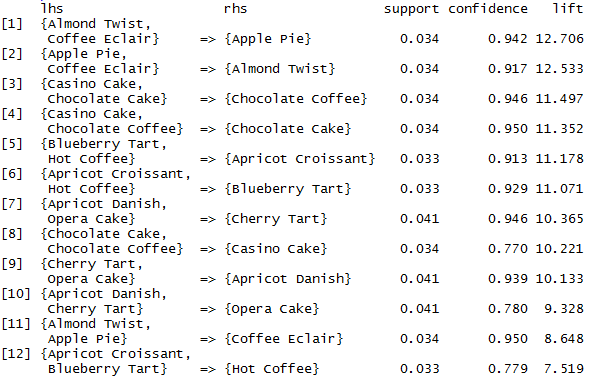 lhs rhs support confidence lift
[1] {Almond Twist,
Coffee Eclair} => {Apple Pie} 0.034 0.942 12.706
[2] {Apple Pie,
Coffee Eclair} => {Almond Twist} 0.034 0.917 12.533
[3] {Casino Cake,
Chocolate Cake} => {Chocolate Coffee} 0.034 0.946 11.497
[4] {Casino Cake,
Chocolate Coffee} => {Chocolate Cake} 0.034 0.950 11.352
[5] {Blueberry Tart,
Hot Coffee} => {Apricot Croissant} 0.033 0.913 11.178
[6] {Apricot Croissant,
Hot Coffee} => {Blueberry Tart} 0.033 0.929 11.071
[7] {Apricot Danish,
Opera Cake} => {Cherry Tart} 0.041 0.946 10.365
[8] {Chocolate Cake,
Chocolate Coffee} => {Casino Cake} 0.034 0.770 10.221
[9] {Cherry Tart,
Opera Cake} => {Apricot Danish} 0.041 0.939 10.133
[10] {Apricot Danish,
Cherry Tart} => {Opera Cake} 0.041 0.780 9.328
[11] {Almond Twist,
Apple Pie} => {Coffee Eclair} 0.034 0.950 8.648
[12] {Apricot Croissant,
Blueberry Tart} => {Hot Coffee} 0.033 0.779 7.519